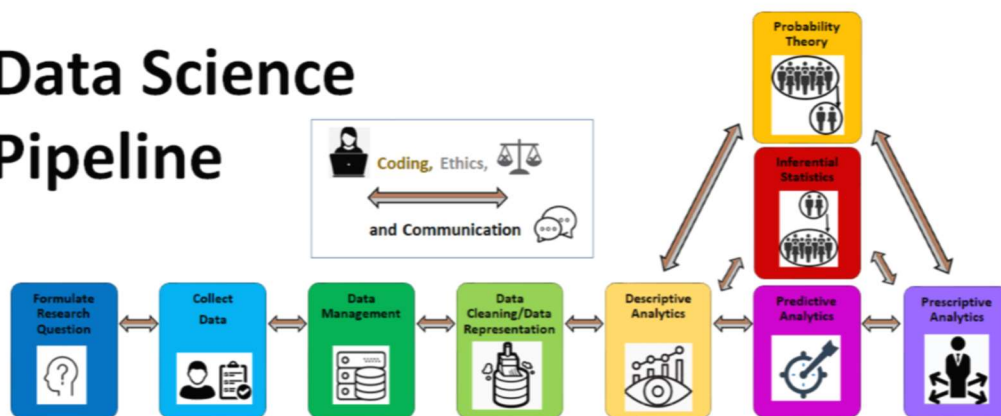 Data Science
Pipeline
Coding, Ethics,
and Communication
Probability
Theory
Inferential
Statistics
Formulate
Research
Question
Collect
Data
Data
Management
Data
Cleaning/Data
Representation
Descriptive
Analytics
Predictive
Analytics
Prescriptive
Analytics